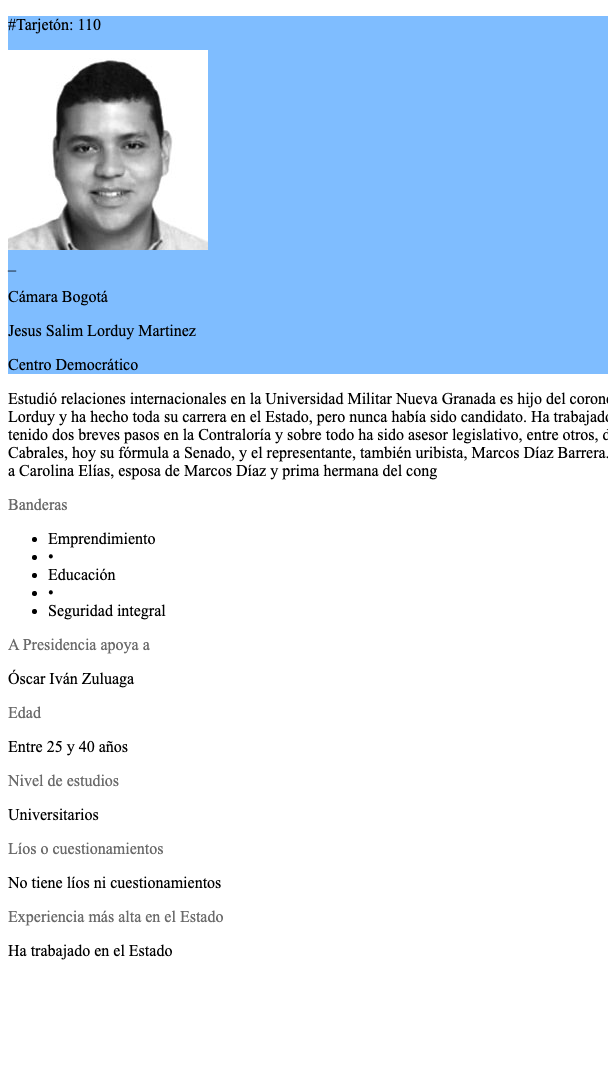 #Tarjetón: 110
_
Cámara Bogotá
Jesus Salim Lorduy Martinez
Centro Democrático
Estudió relaciones internacionales en la Universidad Militar Nueva Granada es hijo del
Lorduy y ha hecho toda su carrera en el Estado, pero nunca había sido candidato. Ha
tenido dos breves pasos en la Contraloría y sobre todo ha sido asesor legislativo, entre otros,
Cabrales, hoy su fórmula a Senado, y el representante, también uribista, Marcos Díaz Barrera.
a Carolina Elías, esposa de Marcos Díaz y prima hermana del cong
Banderas
• Emprendimiento
• •
• Educación
• •
• Seguridad integral
A Presidencia apoya a
Óscar Iván Zuluaga
Edad
Entre 25 y 40 años
Nivel de estudios
Universitarios
Líos o cuestionamientos
No tiene líos ni cuestionamientos
Experiencia más alta en el Estado
Ha trabajado en el Estado